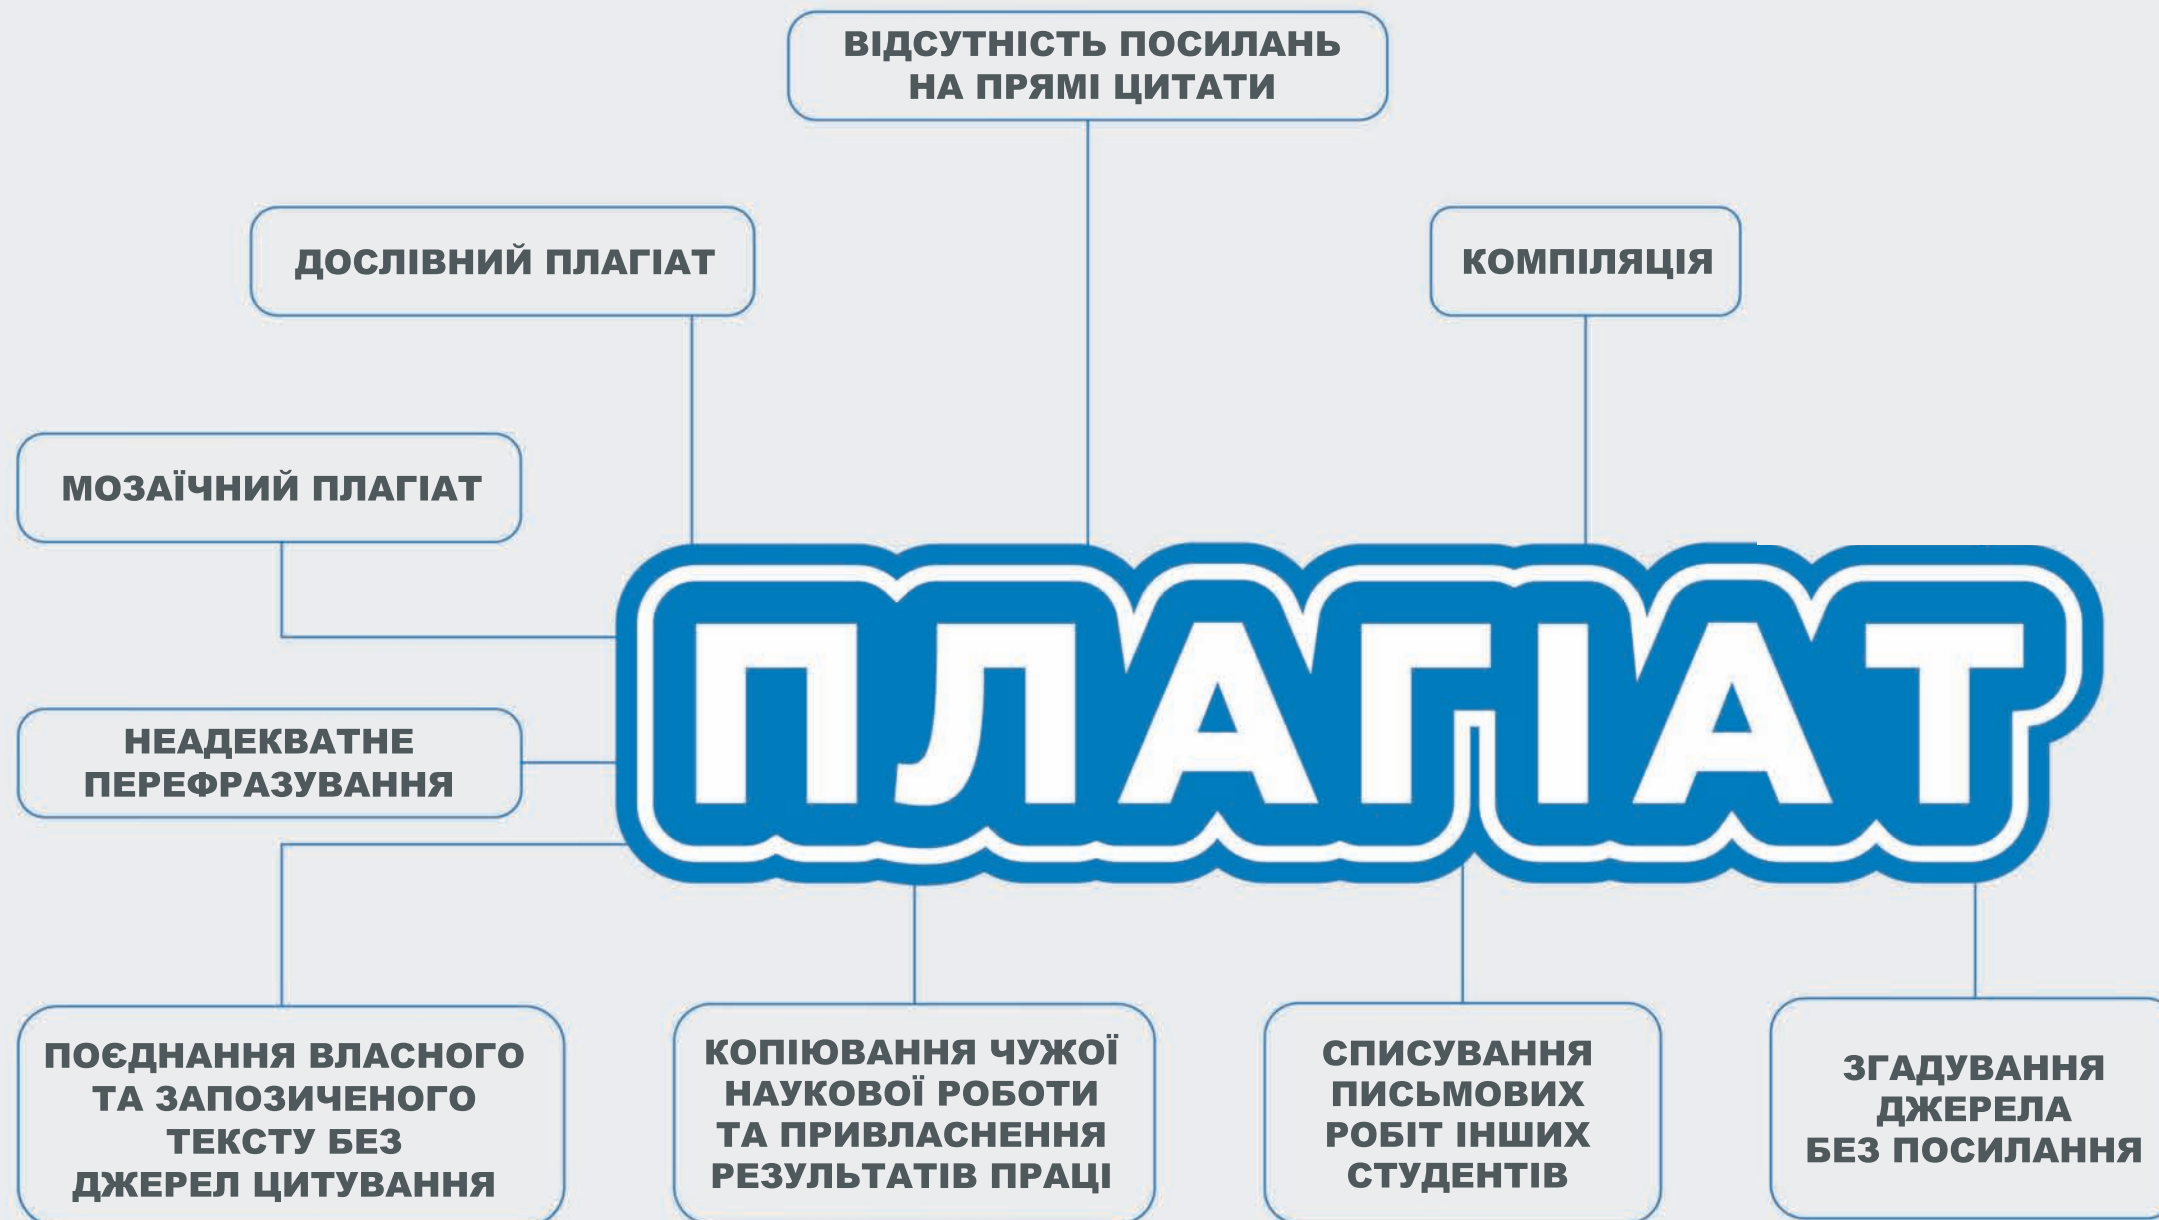 ВІДСУТНІСТЬ ПОСИЛАНЬ
НА ПРЯМІ ЦИТАТИ
ДОСЛІВНИЙ ПЛАГІАТ
КОМПІЛЯЦІЯ
МОЗАЇЧНИЙ ПЛАГІАТ
ПЛАГІАТ
НЕАДЕКВАТНЕ
ПЕРЕФРАЗУВАННЯ
ПОЄДНАННЯ ВЛАСНОГО
ТА ЗАПОЗИЧЕНОГО
ТЕКСТУ БЕЗ
ДЖЕРЕЛ ЦИТУВАННЯ
КОПІЮВАННЯ ЧУЖОЇ
НАУКОВОЇ РОБОТИ
ТА ПРИВЛАСНЕННЯ
РЕЗУЛЬТАТІВ ПРАЦІ
СПИСУВАННЯ
ПИСЬМОВИХ
РОБІТ ІНШИХ
СТУДЕНТІВ
ЗГАДУВАННЯ
ДЖЕРЕЛА
БЕЗ ПОСИЛАННЯ